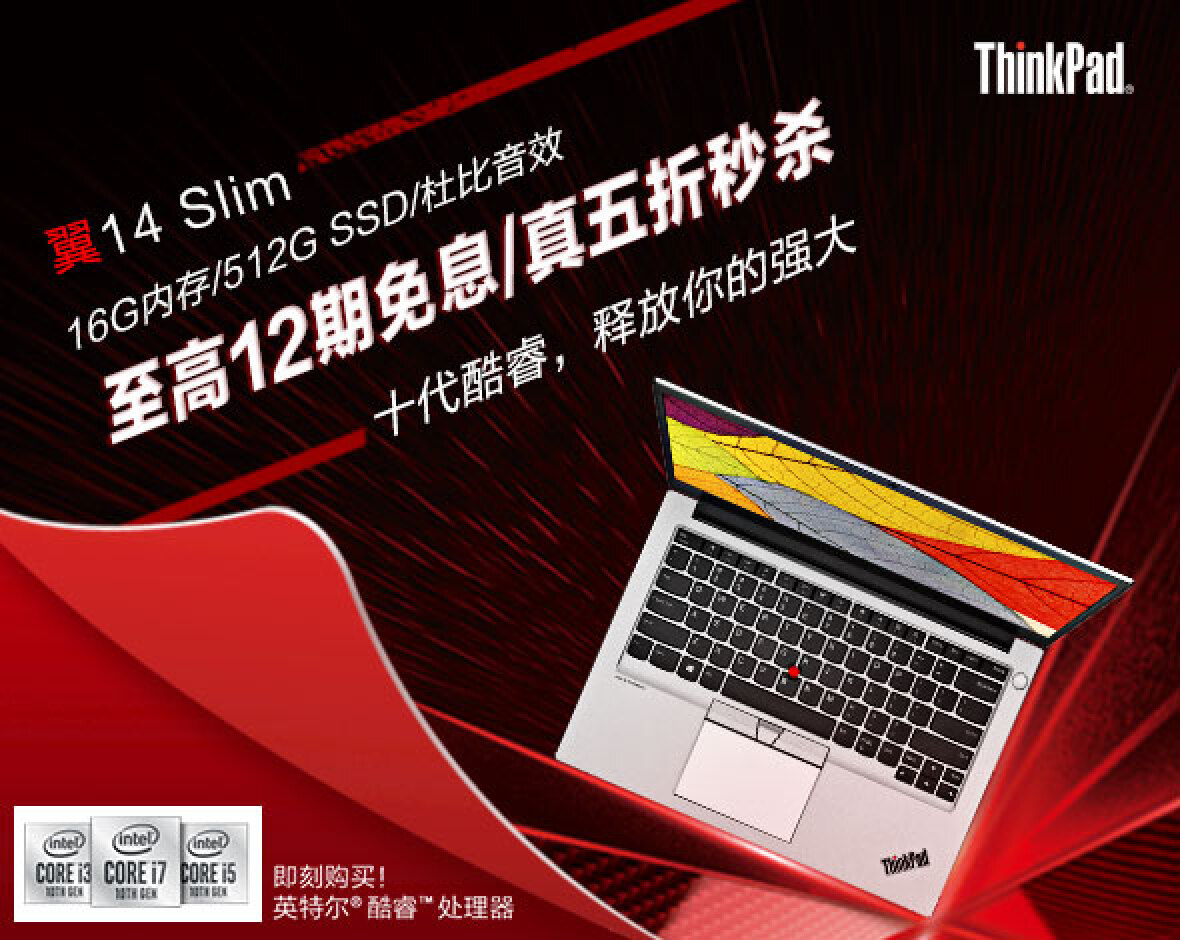 ThinkPad®
翼14 Slim
16G内存/512G SSD/杜比音效
至高12期免息/真五折秒杀
十代酷睿，释放你的强大
ThinkPad
intel CORE i3 10TH GEN
intel CORE i7 10TH GEN
intel CORE i5 10TH GEN
即刻购买！
英特尔®酷睿™处理器